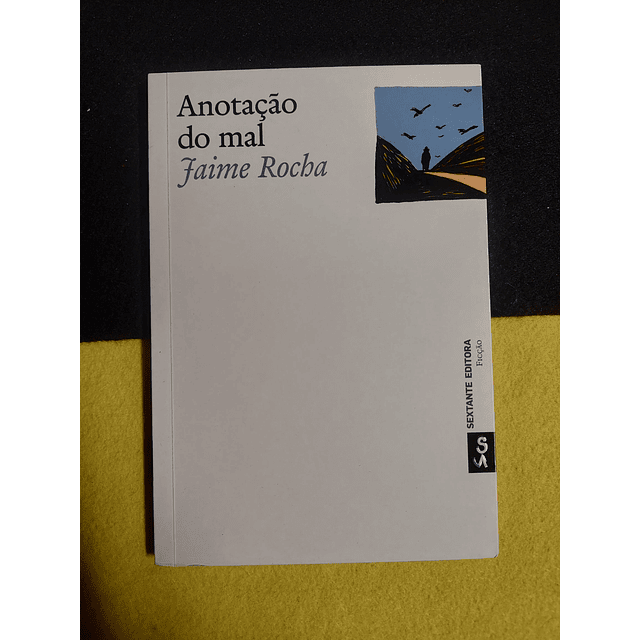 Anotação
do mal
Jaime Rocha
SEXTANTE EDITORA
Ficção
S